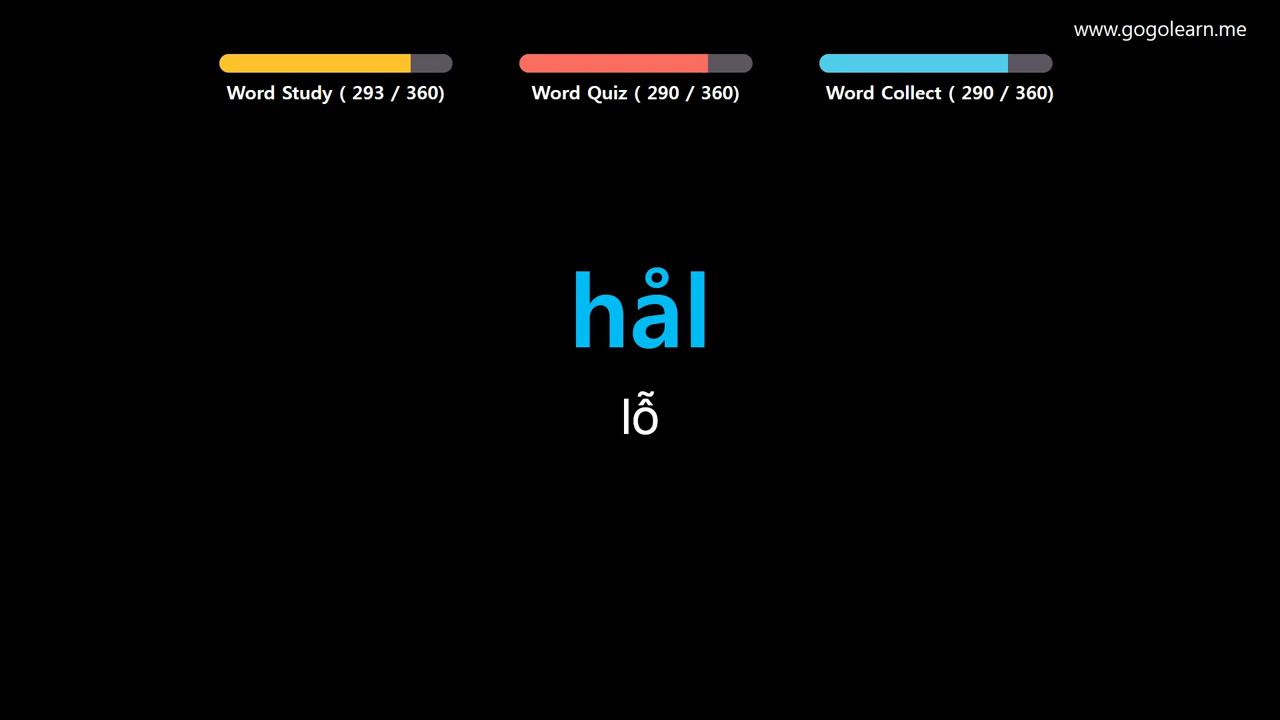 www.gogolearn.me
Word Study ( 293 / 360)
Word Quiz ( 290 / 360)
Word Collect ( 290 / 360)
hål
lỗ